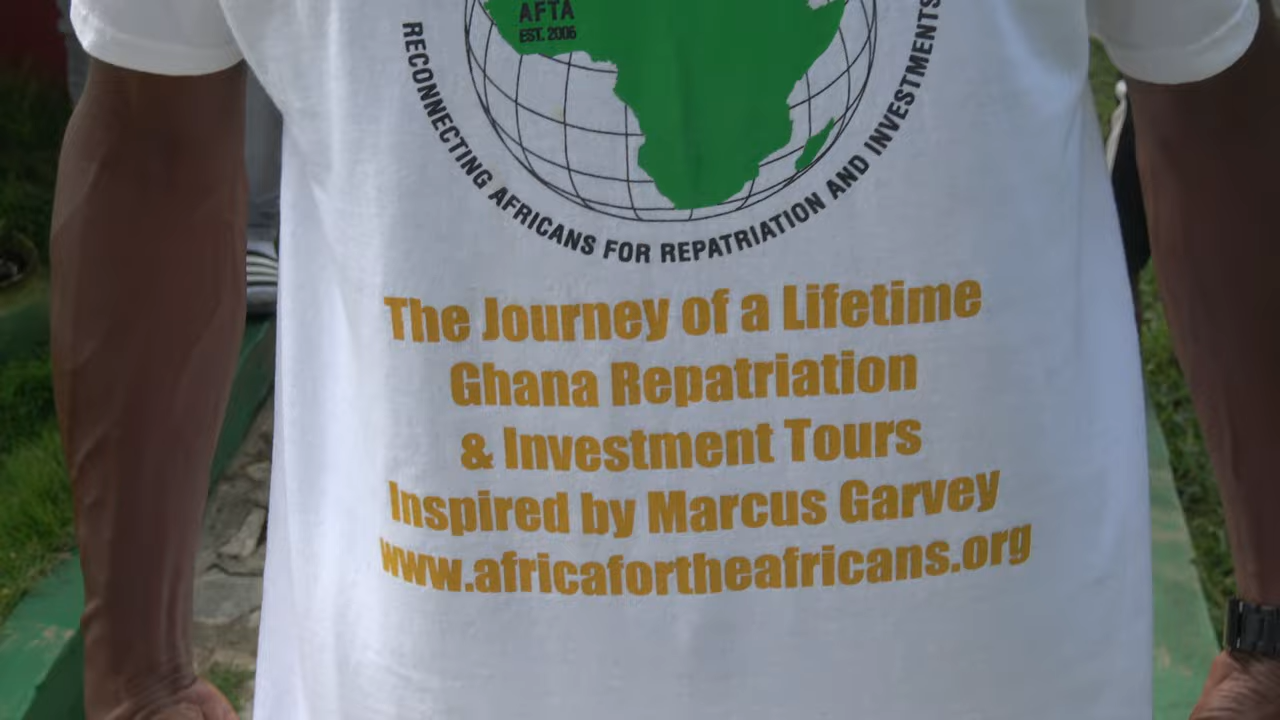 AFTA
EST. 2006
RECONNECTING AFRICANS FOR REPATRIATION AND INVESTMENTS
The Journey of a Lifetime
Ghana Repatriation
& Investment Tours
Inspired by Marcus Garvey
www.africafortheafricans.org